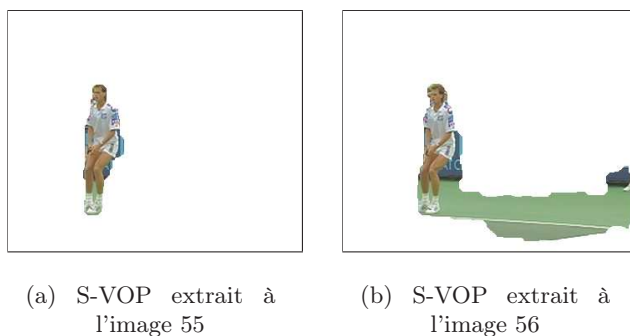 (a) S-VOP extrait à
l'image 55
(b) S-VOP extrait à
l'image 56